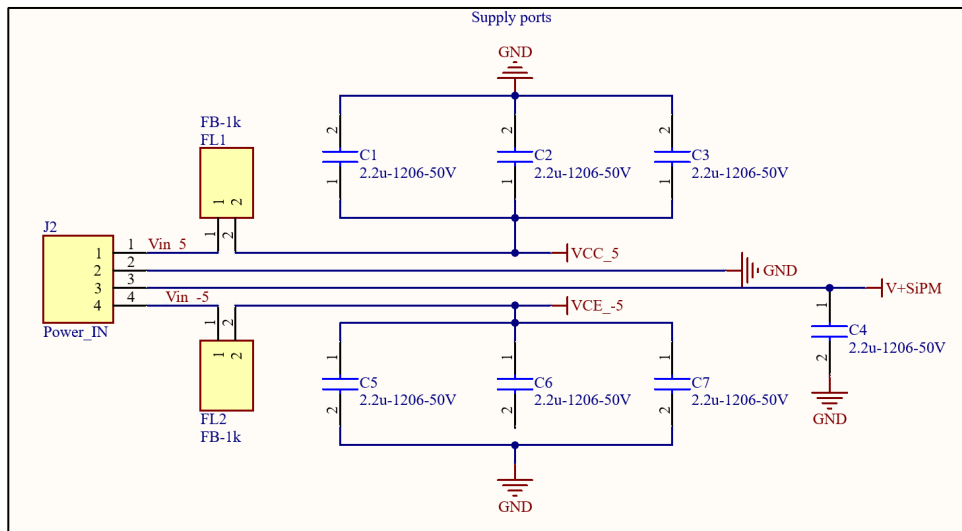 Supply ports
GND
FB-1k
FL1
1 2
1 2
2 2 2
C1 C2 C3
2.2u-1206-50V 2.2u-1206-50V 2.2u-1206-50V
1 1 1
J2
1 1 Vin_5 VCC_5
2 2 GND
3 3 V+SiPM
4 4 Vin_-5 VCE_-5
Power_IN
1 2
1 2
FL2
FB-1k
1 1 1
C5 C6 C7
2.2u-1206-50V 2.2u-1206-50V 2.2u-1206-50V
2 2 2
GND
1
C4
2.2u-1206-50V
2
GND